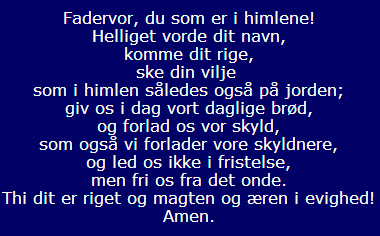 Fadervor, du som er i himlene!
Helliget vorde dit navn,
komme dit rige,
ske din vilje
som i himlen således også på jorden;
giv os i dag vort daglige brød,
og forlad os vor skyld,
som også vi forlader vore skyldnere,
og led os ikke i fristelse,
men fri os fra det onde.
Thi dit er riget og magten og æren i evighed!
Amen.